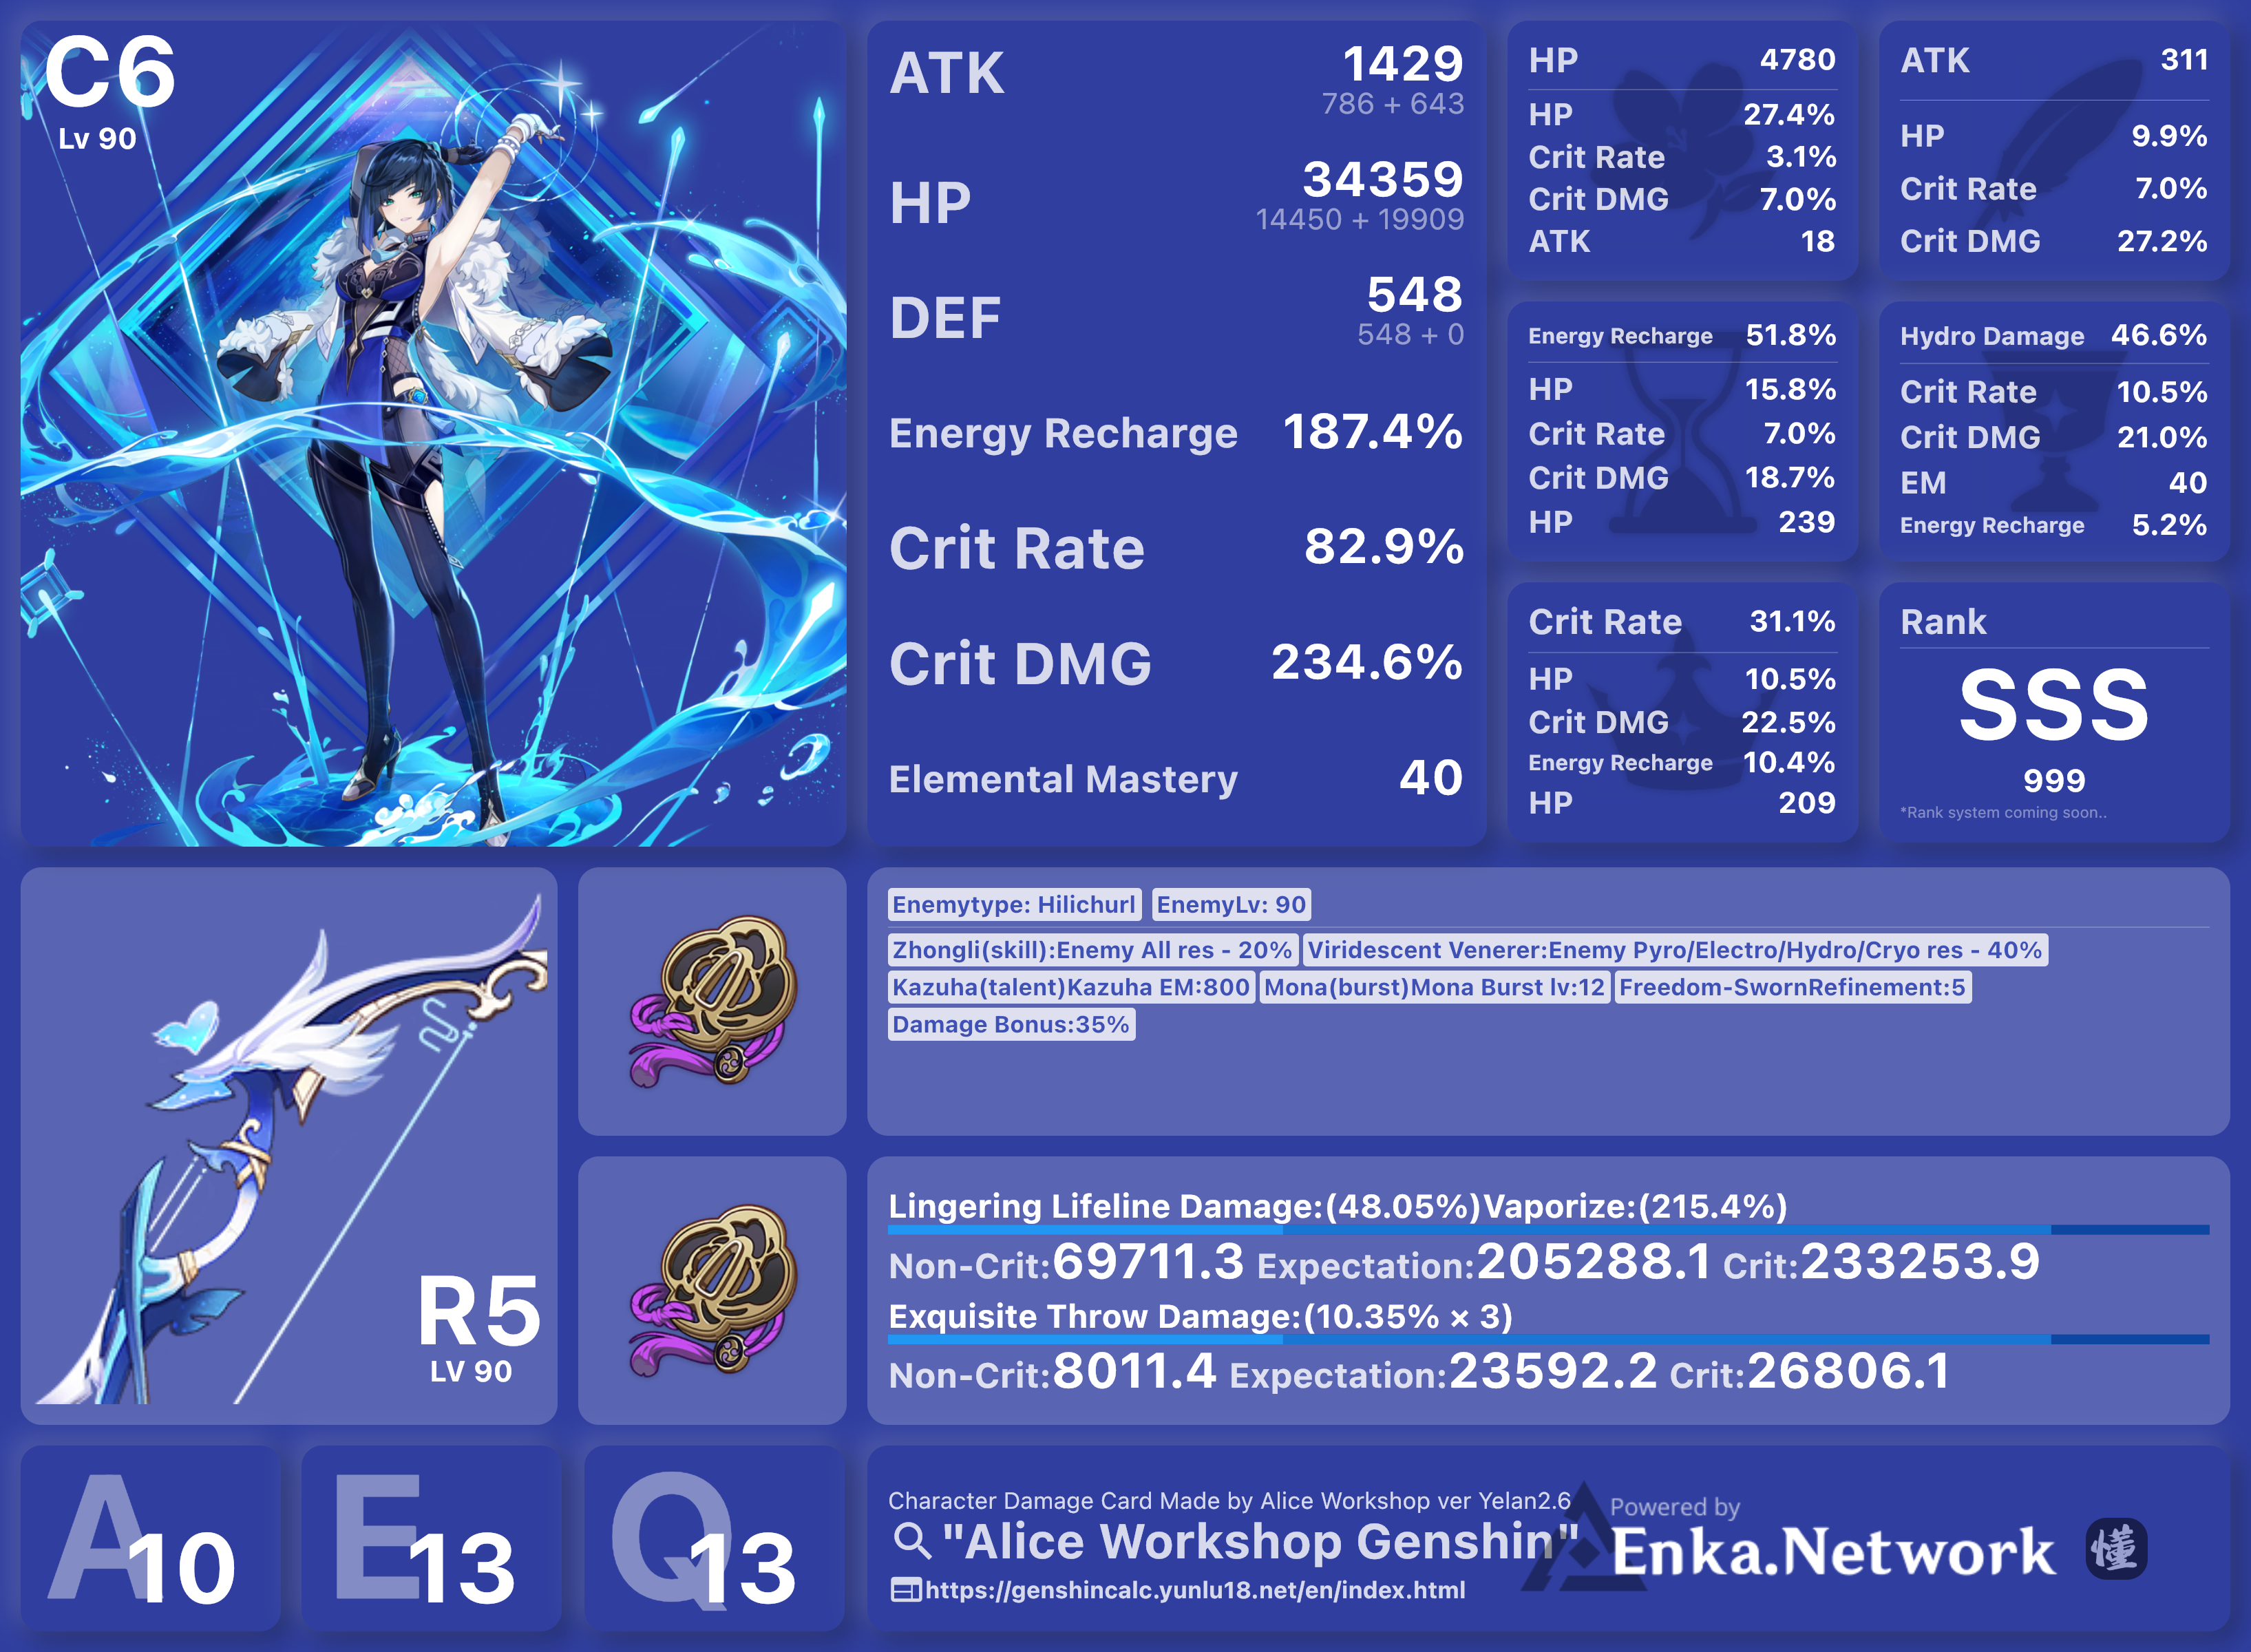 C6
Lv 90
ATK 1429
786 + 643
HP 34359
14450 + 19909
DEF 548
548 + 0
Energy Recharge 187.4%
Crit Rate 82.9%
Crit DMG 234.6%
Elemental Mastery 40
HP 4780
HP 27.4%
Crit Rate 3.1%
Crit DMG 7.0%
ATK 18
ATK 311
HP 9.9%
Crit Rate 7.0%
Crit DMG 27.2%
Energy Recharge 51.8%
HP 15.8%
Crit Rate 7.0%
Crit DMG 18.7%
HP 239
Hydro Damage 46.6%
Crit Rate 10.5%
Crit DMG 21.0%
EM 40
Energy Recharge 5.2%
Crit Rate 31.1%
HP 10.5%
Crit DMG 22.5%
Energy Recharge 10.4%
HP 209
Rank
SSS
999
*Rank system coming soon..
R5
LV 90
Enemytype: Hilichurl EnemyLv: 90
Zhongli(skill):Enemy All res - 20% Viridescent Venerer:Enemy Pyro/Electro/Hydro/Cryo res - 40%
Kazuha(talent)Kazuha EM:800 Mona(burst)Mona Burst lv:12 Freedom-SwornRefinement:5
Damage Bonus:35%
Lingering Lifeline Damage:(48.05%)Vaporize:(215.4%)
Non-Crit:69711.3 Expectation:205288.1 Crit:233253.9
Exquisite Throw Damage:(10.35% × 3)
Non-Crit:8011.4 Expectation:23592.2 Crit:26806.1
A 10
E 13
Q 13
Character Damage Card Made by Alice Workshop ver Yelan2.6
"Alice Workshop Genshin"
https://genshincalc.yunlu18.net/en/index.html
Powered by
Enka.Network
懂